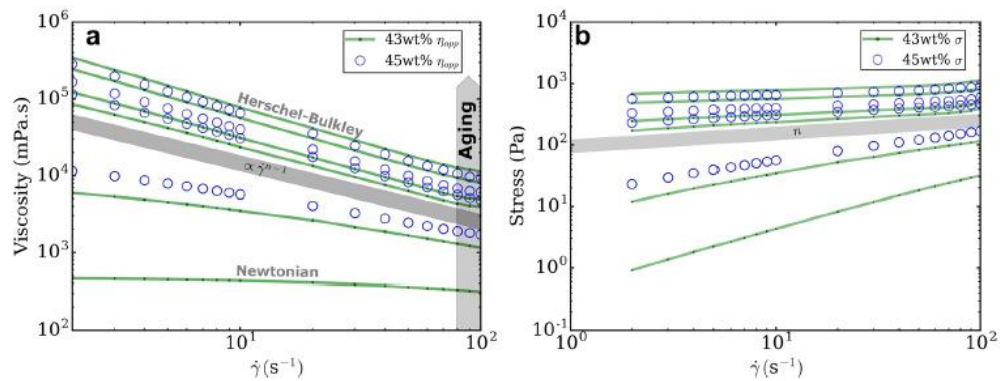 a
43wt% η_app
45wt% η_app
Herschel-Bulkley
∝ γ̇^{n−1}
Newtonian
Aging
Viscosity (mPa.s)
10^6
10^5
10^4
10^3
10^2
10^1
10^2
γ̇(s^{−1})
b
43wt% σ
45wt% σ
n
Stress (Pa)
10^4
10^3
10^2
10^1
10^0
10^{-1}
10^0
10^1
10^2
γ̇(s^{−1})